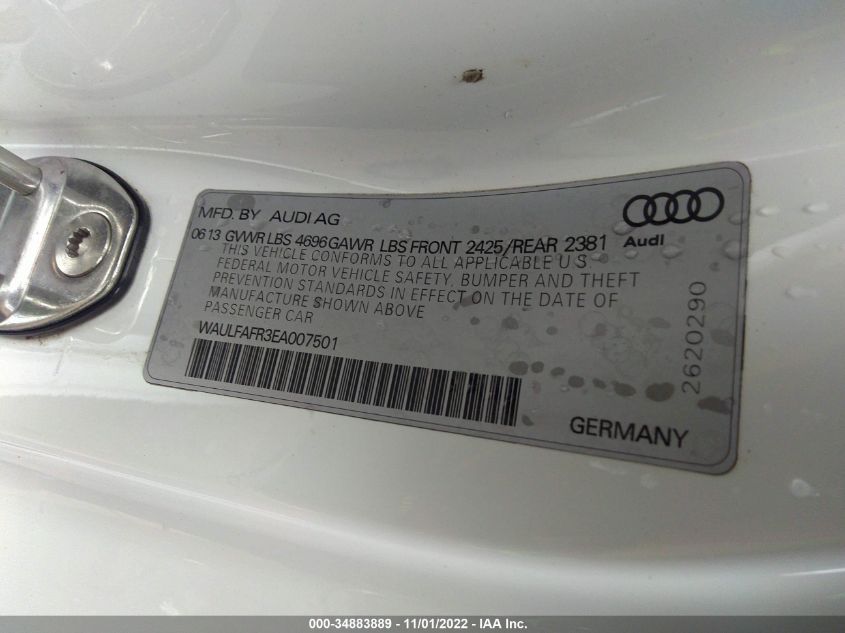 MFD. BY AUDI AG
0613 GVWR LBS 4696 GAWR LBS FRONT 2425/REAR 2381
Audi
THIS VEHICLE CONFORMS TO ALL APPLICABLE U.S.
FEDERAL MOTOR VEHICLE SAFETY, BUMPER AND THEFT
PREVENTION STANDARDS IN EFFECT ON THE DATE OF
MANUFACTURE SHOWN ABOVE
PASSENGER CAR
WAULFAFR3EA007501
2620290
GERMANY
000-34883889 - 11/01/2022 - IAA Inc.